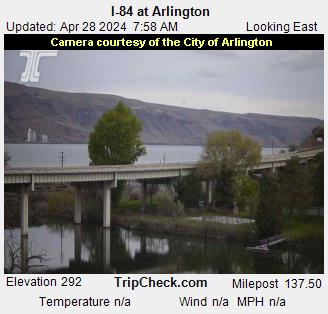 I-84 at Arlington
Updated: Apr 28 2024 7:58 AM Looking East
Camera courtesy of the City of Arlington
Elevation 292 TripCheck.com Milepost 137.50
Temperature n/a Wind n/a MPH n/a